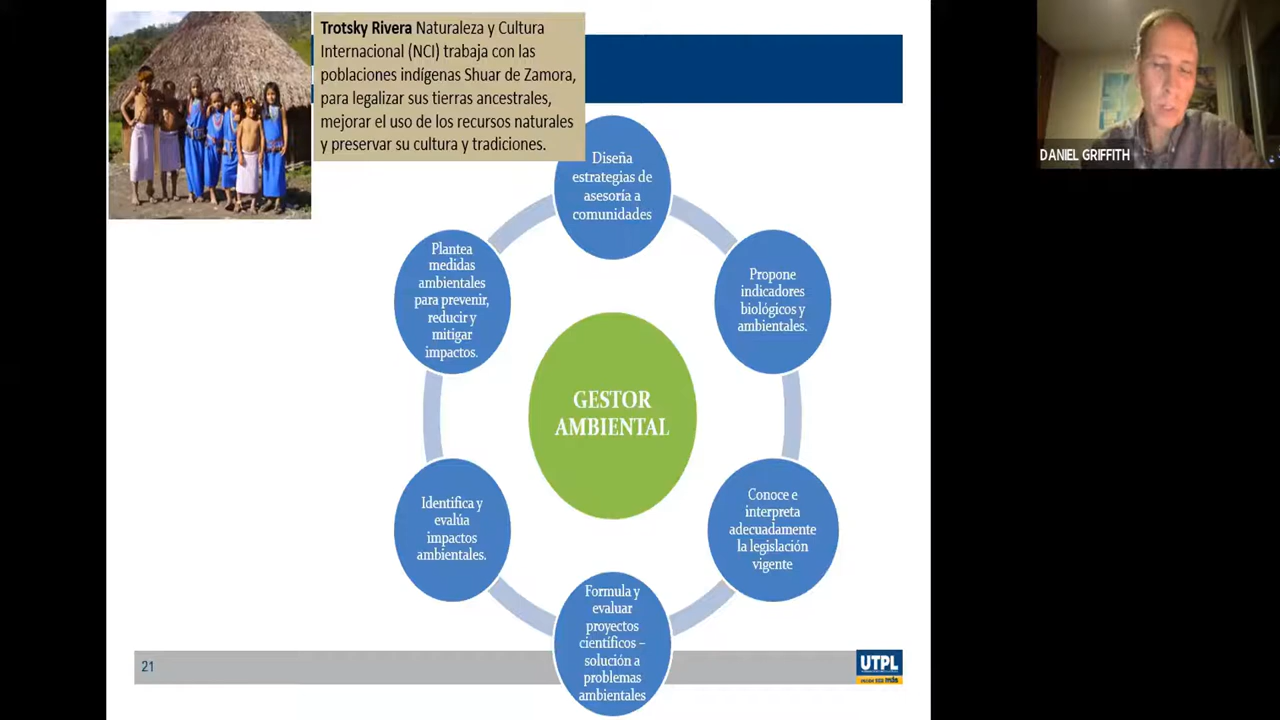 Trotsky Rivera Naturaleza y Cultura
Internacional (NCI) trabaja con las
poblaciones indígenas Shuar de Zamora,
para legalizar sus tierras ancestrales,
mejorar el uso de los recursos naturales
y preservar su cultura y tradiciones.
DANIEL GRIFFITH
Diseña
estrategias de
asesoría a
comunidades
Propone
indicadores
biológicos y
ambientales.
Conoce e
interpreta
adecuadamente
la legislación
vigente
Formula y
evaluar
proyectos
científicos –
solución a
problemas
ambientales
Identifica y
evalúa
impactos
ambientales.
Plantea
medidas
ambientales
para prevenir,
reducir y
mitigar
impactos.
GESTOR
AMBIENTAL
21
UTPL